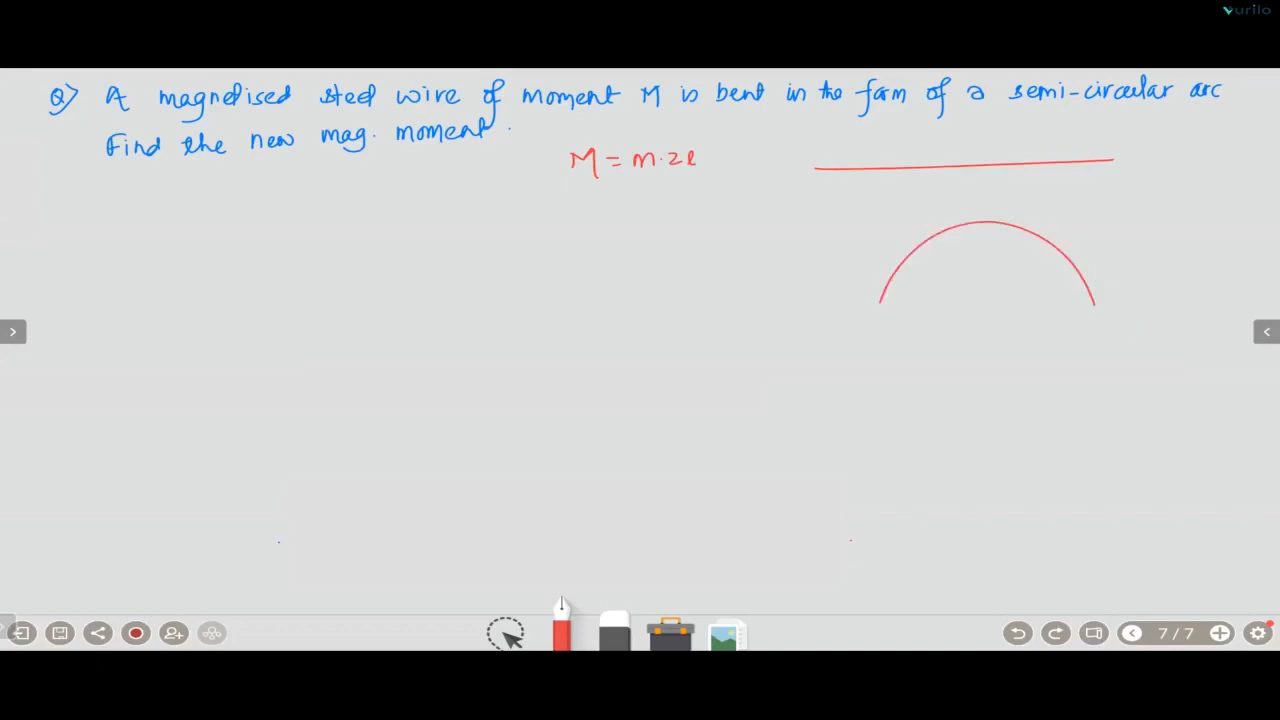 vurilo
Q> A magnetised steel wire of moment M is bent in the form of a semi-circular arc
Find the new mag. moment.
M = m.2l
7/7